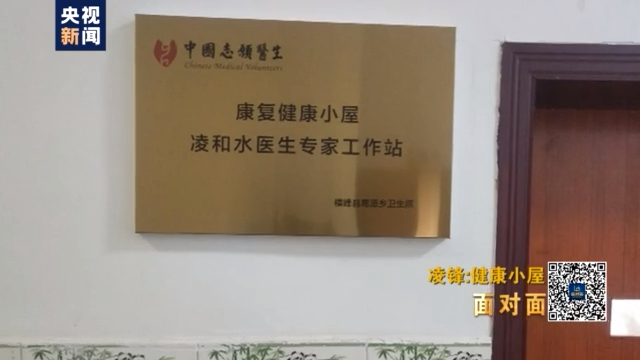 央视
新闻
中國志願醫生
Chinese Medical Volunteers
康复健康小屋
凌和水医生专家工作站
凌锋:健康小屋
面对面